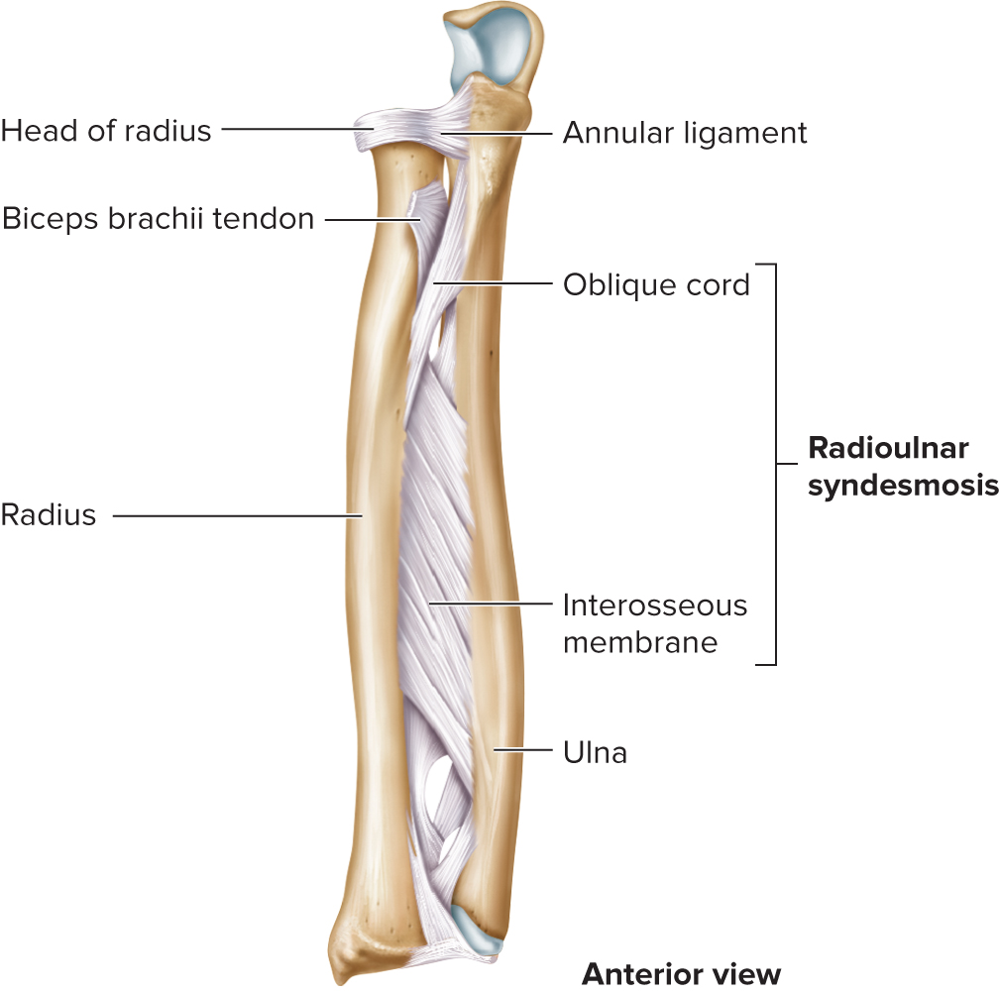 Head of radius
Annular ligament
Biceps brachii tendon
Oblique cord
Radioulnar
syndesmosis
Radius
Interosseous
membrane
Ulna
Anterior view